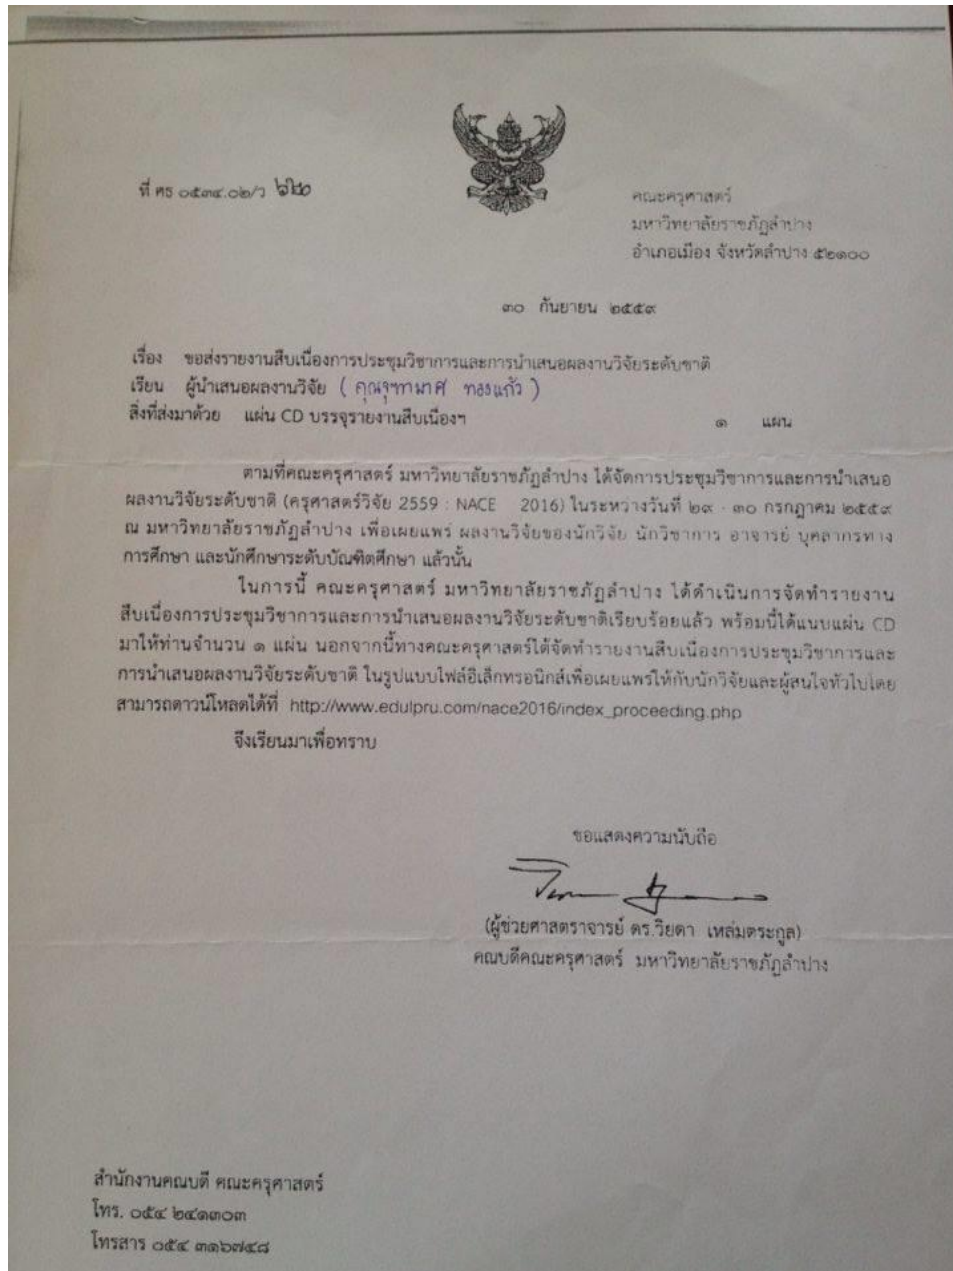 ที่ ศธ ๐๕๓๔.๐๒/ว ๖๒๐
คณะครุศาสตร์
มหาวิทยาลัยราชภัฏลำปาง
อำเภอเมือง จังหวัดลำปาง ๕๒๑๐๐
๓๐ กันยายน ๒๕๕๙
เรื่อง ขอส่งรายงานสืบเนื่องการประชุมวิชาการและการนำเสนอผลงานวิจัยระดับชาติ
เรียน ผู้นำเสนอผลงานวิจัย (คุณจุฑามาศ ทองแก้ว)
สิ่งที่ส่งมาด้วย แผ่น CD บรรจุรายงานสืบเนื่องฯ ๑ แผ่น
ตามที่คณะครุศาสตร์ มหาวิทยาลัยราชภัฏลำปาง ได้จัดการประชุมวิชาการและการนำเสนอ
ผลงานวิจัยระดับชาติ (ครุศาสตร์วิจัย 2559 : NACE 2016) ในระหว่างวันที่ ๒๙ - ๓๐ กรกฎาคม ๒๕๕๙
ณ มหาวิทยาลัยราชภัฏลำปาง เพื่อเผยแพร่ ผลงานวิจัยของนักวิจัย นักวิชาการ อาจารย์ บุคลากรทาง
การศึกษา และนักศึกษาระดับบัณฑิตศึกษา แล้วนั้น
ในการนี้ คณะครุศาสตร์ มหาวิทยาลัยราชภัฏลำปาง ได้ดำเนินการจัดทำรายงาน
สืบเนื่องการประชุมวิชาการและการนำเสนอผลงานวิจัยระดับชาติเรียบร้อยแล้ว พร้อมนี้ได้แนบแผ่น CD
มาให้ท่านจำนวน ๑ แผ่น นอกจากนี้ทางคณะครุศาสตร์ได้จัดทำรายงานสืบเนื่องการประชุมวิชาการและ
การนำเสนอผลงานวิจัยระดับชาติ ในรูปแบบไฟล์อิเล็กทรอนิกส์เพื่อเผยแพร่ให้กับนักวิจัยและผู้สนใจทั่วไปโดย
สามารถดาวน์โหลดได้ที่ http://www.edulpru.com/nace2016/index_proceeding.php
จึงเรียนมาเพื่อทราบ
ขอแสดงความนับถือ
(ผู้ช่วยศาสตราจารย์ ดร.วิยดา เหล่มตระกูล)
คณบดีคณะครุศาสตร์ มหาวิทยาลัยราชภัฏลำปาง
สำนักงานคณบดี คณะครุศาสตร์
โทร. ๐๕๔ ๒๔๑๓๐๓
โทรสาร ๐๕๔ ๓๑๖๗๔๘